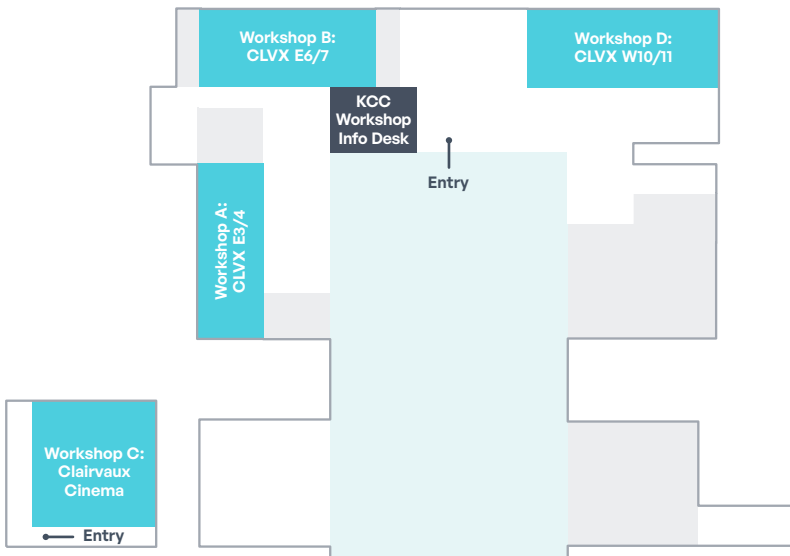 Workshop B:
CLVX E6/7
Workshop D:
CLVX W10/11
KCC
Workshop
Info Desk
Entry
Workshop A:
CLVX E3/4
Workshop C:
Clairvaux
Cinema
Entry